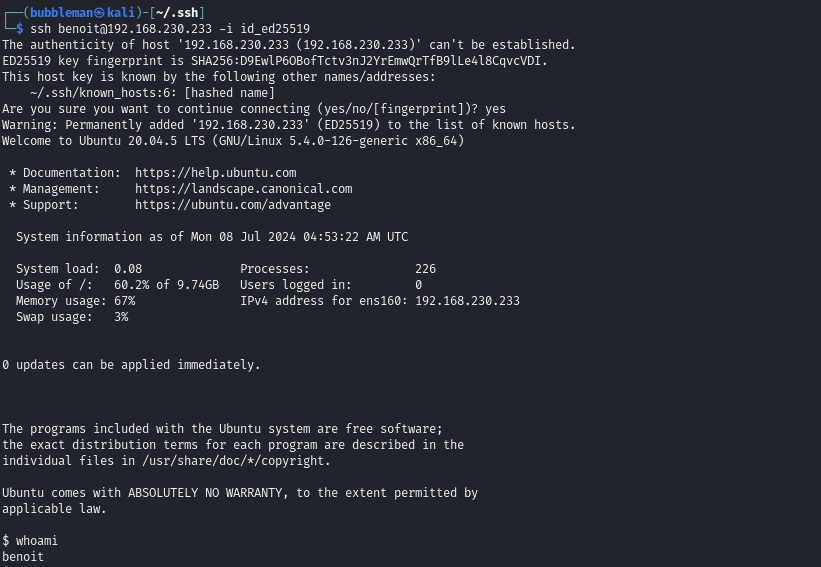 ┌──(bubbleman㉿kali)-[~/.ssh]
└─$ ssh benoit@192.168.230.233 -i id_ed25519
The authenticity of host '192.168.230.233 (192.168.230.233)' can't be established.
ED25519 key fingerprint is SHA256:D9EwlP6OBofTctv3nJ2YrEmwQrTfB9lLe4l8CqvcVDI.
This host key is known by the following other names/addresses:
    ~/.ssh/known_hosts:6: [hashed name]
Are you sure you want to continue connecting (yes/no/[fingerprint])? yes
Warning: Permanently added '192.168.230.233' (ED25519) to the list of known hosts.
Welcome to Ubuntu 20.04.5 LTS (GNU/Linux 5.4.0-126-generic x86_64)

 * Documentation:  https://help.ubuntu.com
 * Management:     https://landscape.canonical.com
 * Support:        https://ubuntu.com/advantage

  System information as of Mon 08 Jul 2024 04:53:22 AM UTC

  System load:  0.08              Processes:               226
  Usage of /:   60.2% of 9.74GB   Users logged in:         0
  Memory usage: 67%               IPv4 address for ens160: 192.168.230.233
  Swap usage:   3%


0 updates can be applied immediately.



The programs included with the Ubuntu system are free software;
the exact distribution terms for each program are described in the
individual files in /usr/share/doc/*/copyright.

Ubuntu comes with ABSOLUTELY NO WARRANTY, to the extent permitted by
applicable law.

$ whoami
benoit